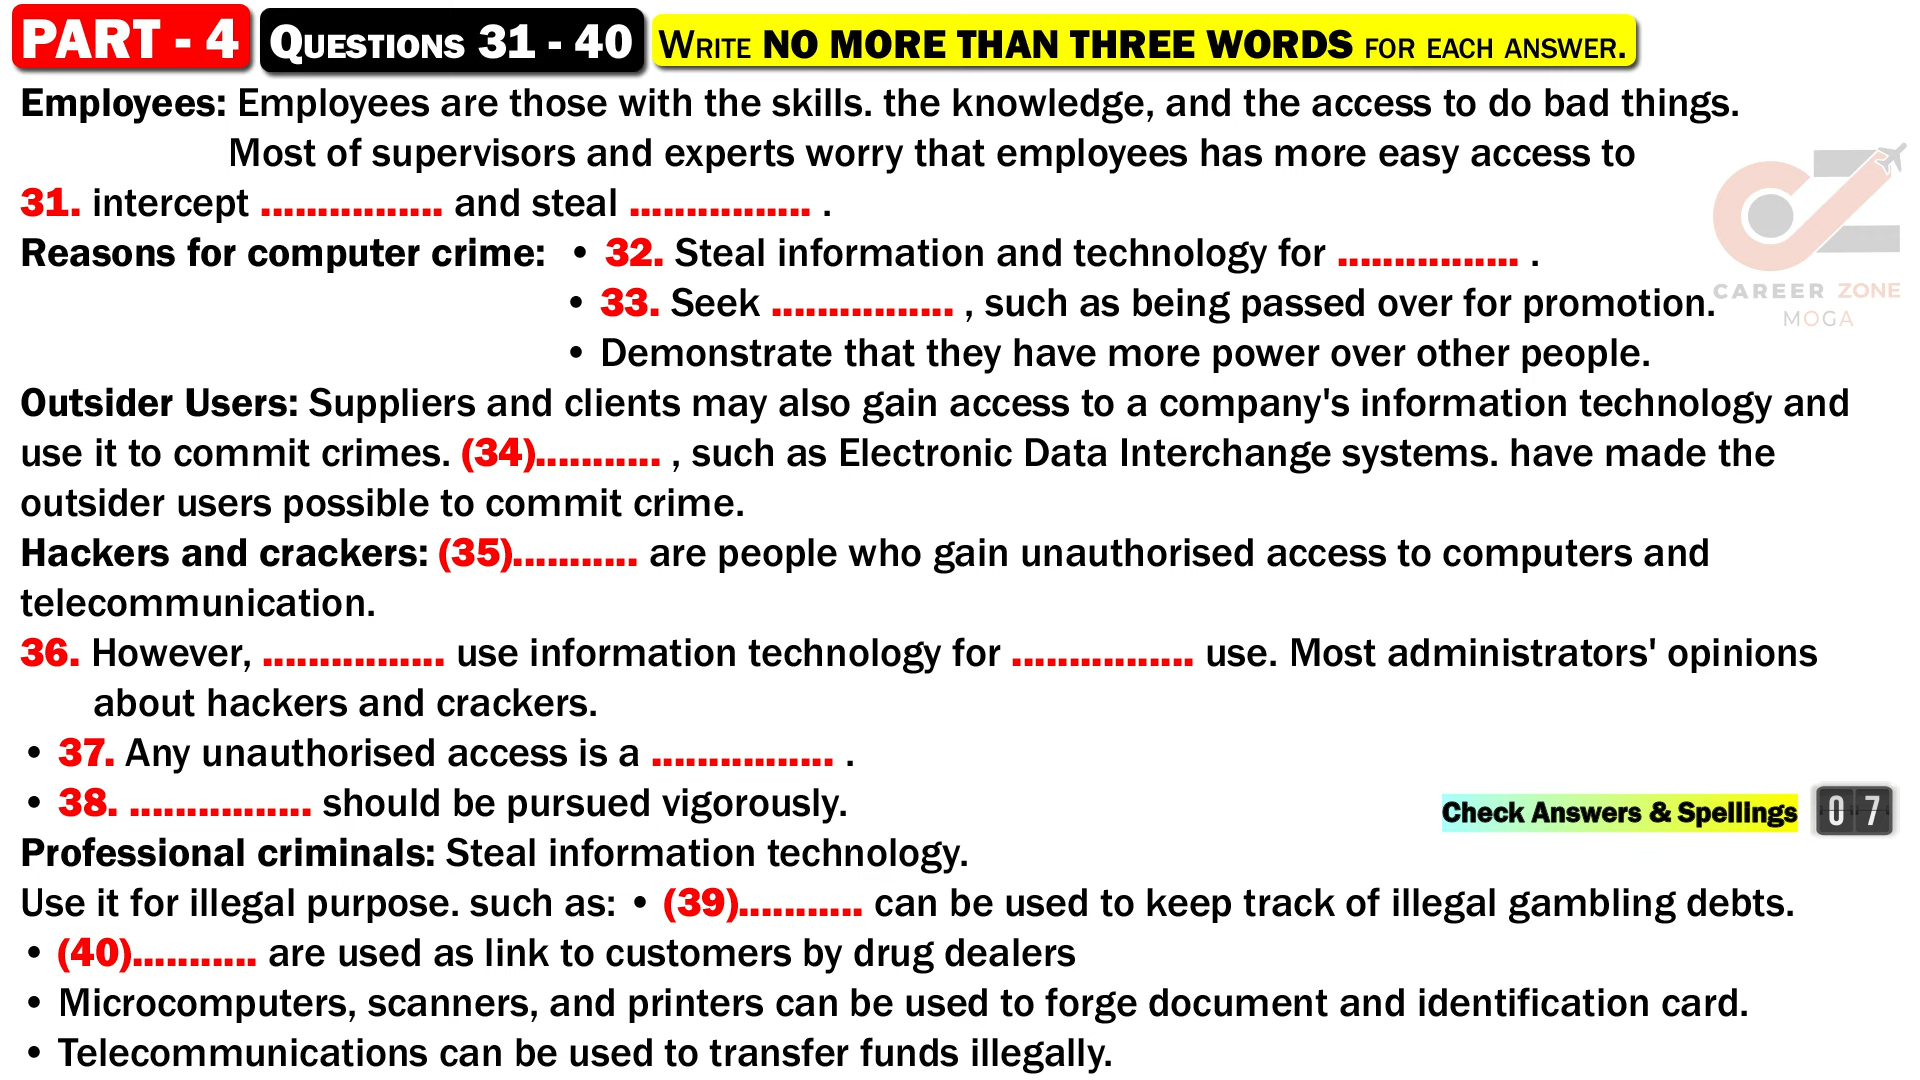 PART - 4 QUESTIONS 31 - 40 WRITE NO MORE THAN THREE WORDS FOR EACH ANSWER.
Employees: Employees are those with the skills. the knowledge, and the access to do bad things.
Most of supervisors and experts worry that employees has more easy access to
31. intercept ................ and steal ................ .
Reasons for computer crime: • 32. Steal information and technology for ................ .
• 33. Seek ................ , such as being passed over for promotion.
CAREER ZONE
MOGA
• Demonstrate that they have more power over other people.
Outsider Users: Suppliers and clients may also gain access to a company's information technology and
use it to commit crimes. (34)........... , such as Electronic Data Interchange systems. have made the
outsider users possible to commit crime.
Hackers and crackers: (35)........... are people who gain unauthorised access to computers and
telecommunication.
36. However, ................ use information technology for ................ use. Most administrators' opinions
about hackers and crackers.
• 37. Any unauthorised access is a ................ .
• 38. ................ should be pursued vigorously.
Check Answers & Spellings 07
Professional criminals: Steal information technology.
Use it for illegal purpose. such as: • (39)........... can be used to keep track of illegal gambling debts.
• (40)........... are used as link to customers by drug dealers
• Microcomputers, scanners, and printers can be used to forge document and identification card.
• Telecommunications can be used to transfer funds illegally.